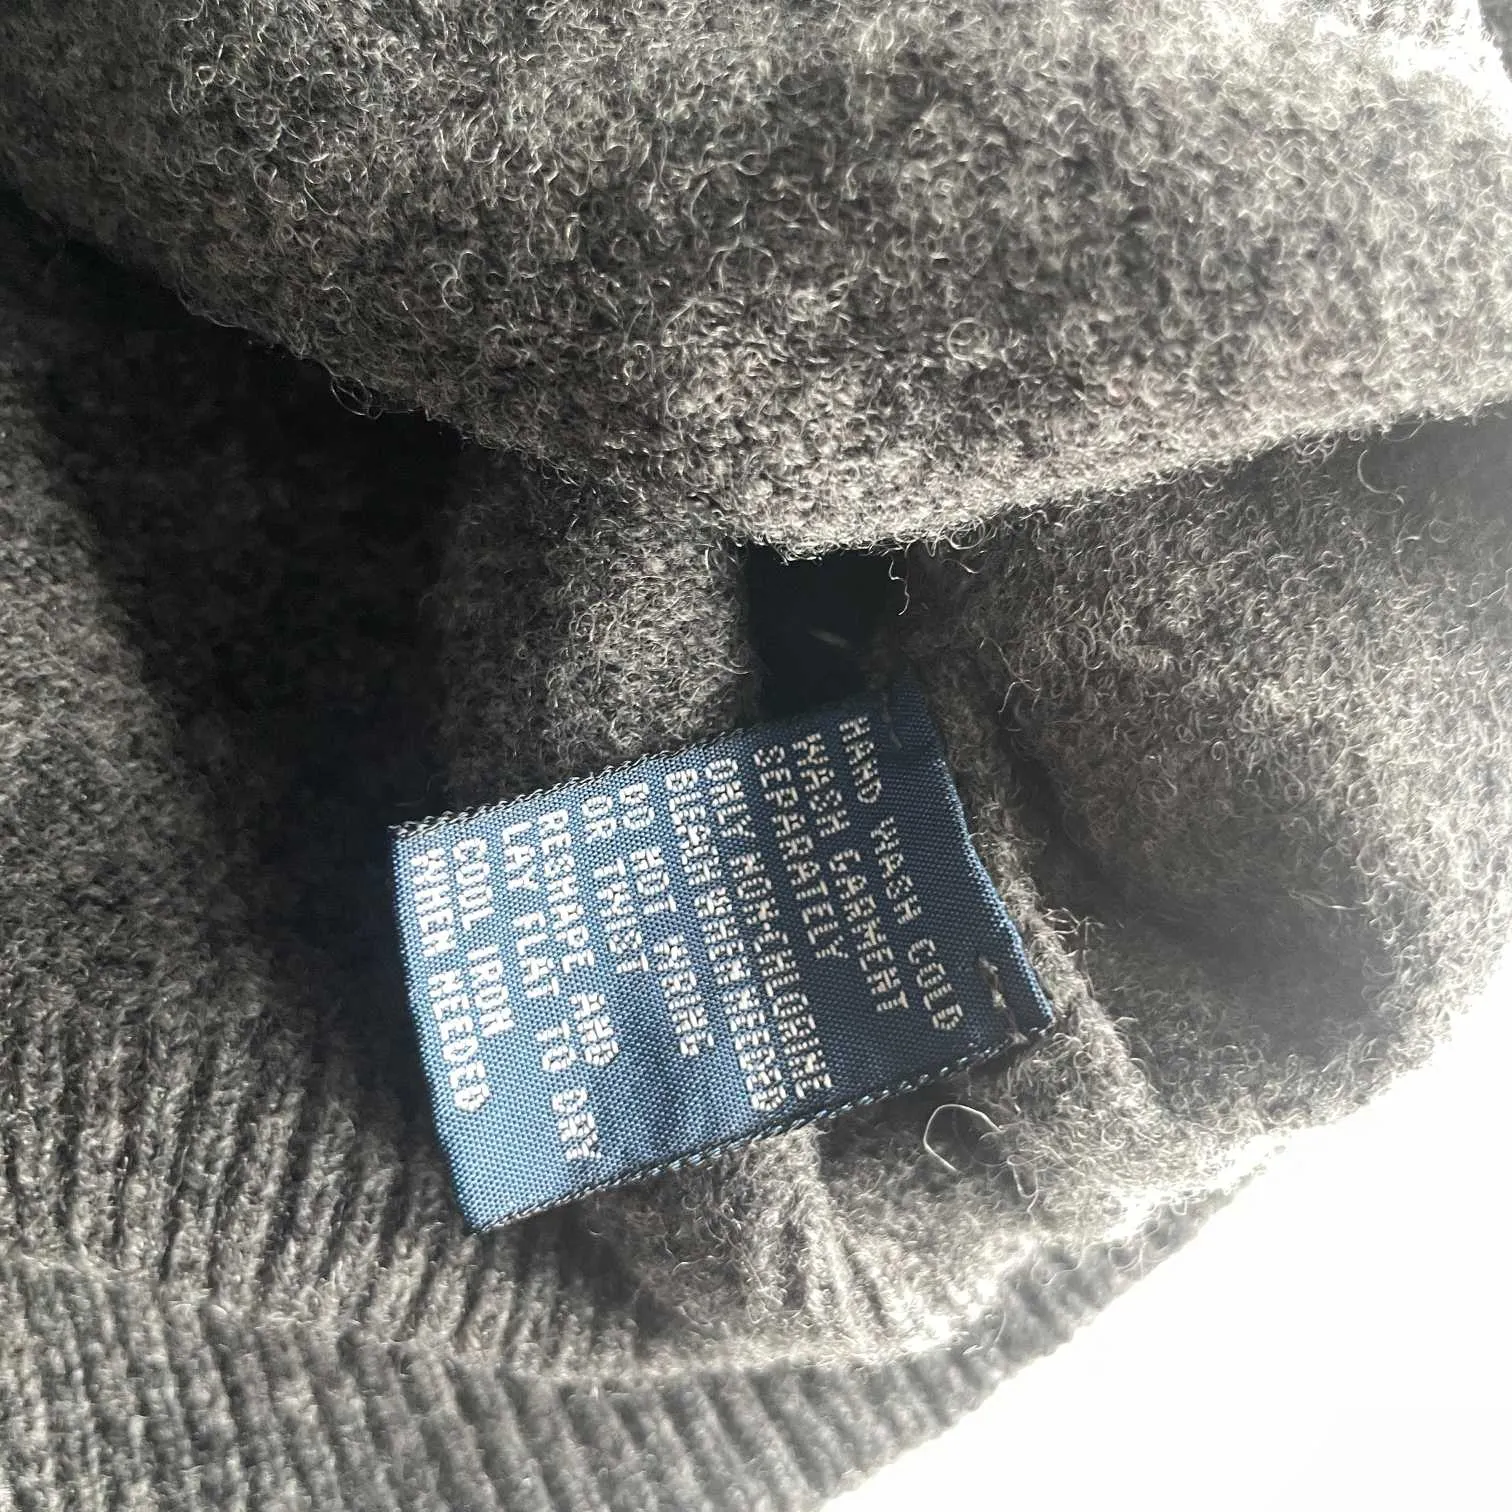 HAND WASH COLD
WASH GARMENT
SEPARATELY
ONLY NON-CHLORINE
BLEACH WHEN NEEDED
DO NOT WRING
OR TWIST
RESHAPE AND
LAY FLAT TO DRY
COOL IRON
WHEN NEEDED